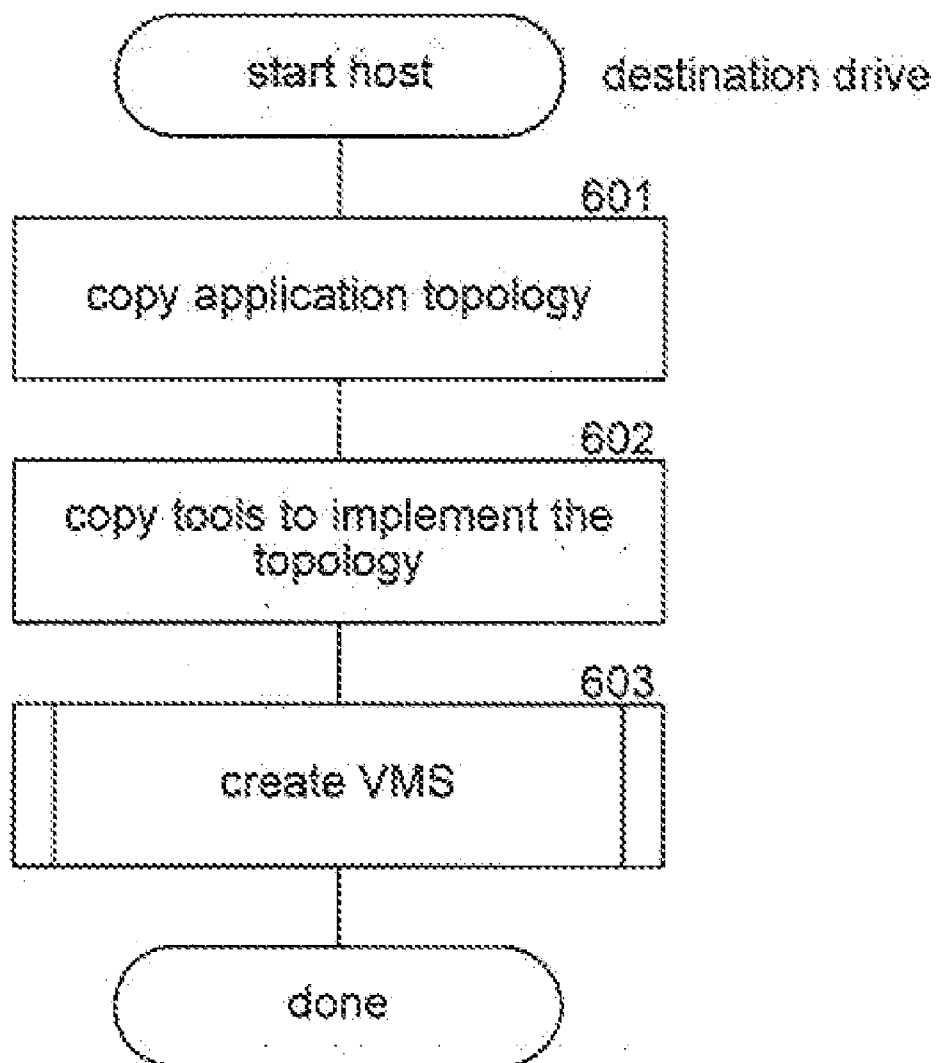 start host
destination drive
601
copy application topology
602
copy tools to implement the
topology
603
create VMS
done